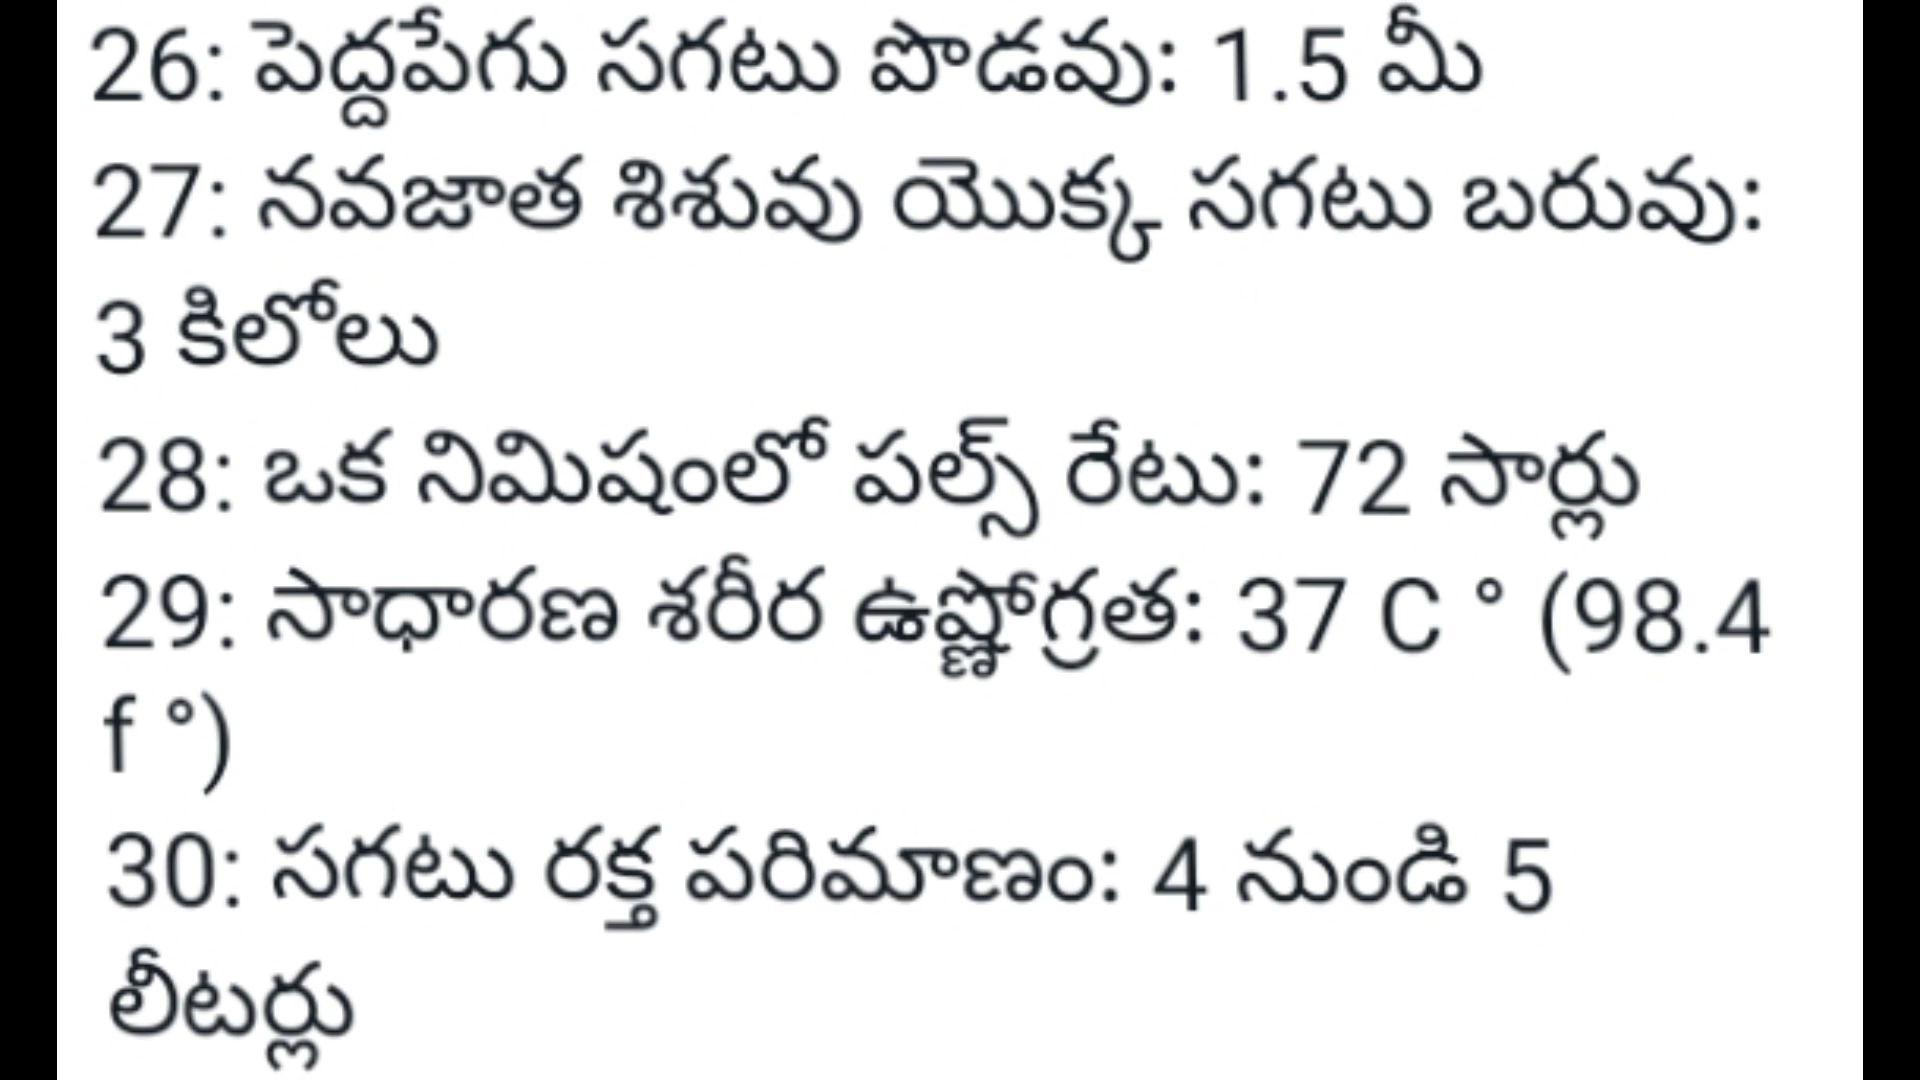 26: పెద్దపేగు సగటు పొడవు: 1.5 మీ
27: నవజాత శిశువు యొక్క సగటు బరువు:
3 కిలోలు
28: ఒక నిమిషంలో పల్స్ రేటు: 72 సార్లు
29: సాధారణ శరీర ఉష్ణోగ్రత: 37 C ° (98.4
f °)
30: సగటు రక్త పరిమాణం: 4 నుండి 5
లీటర్లు